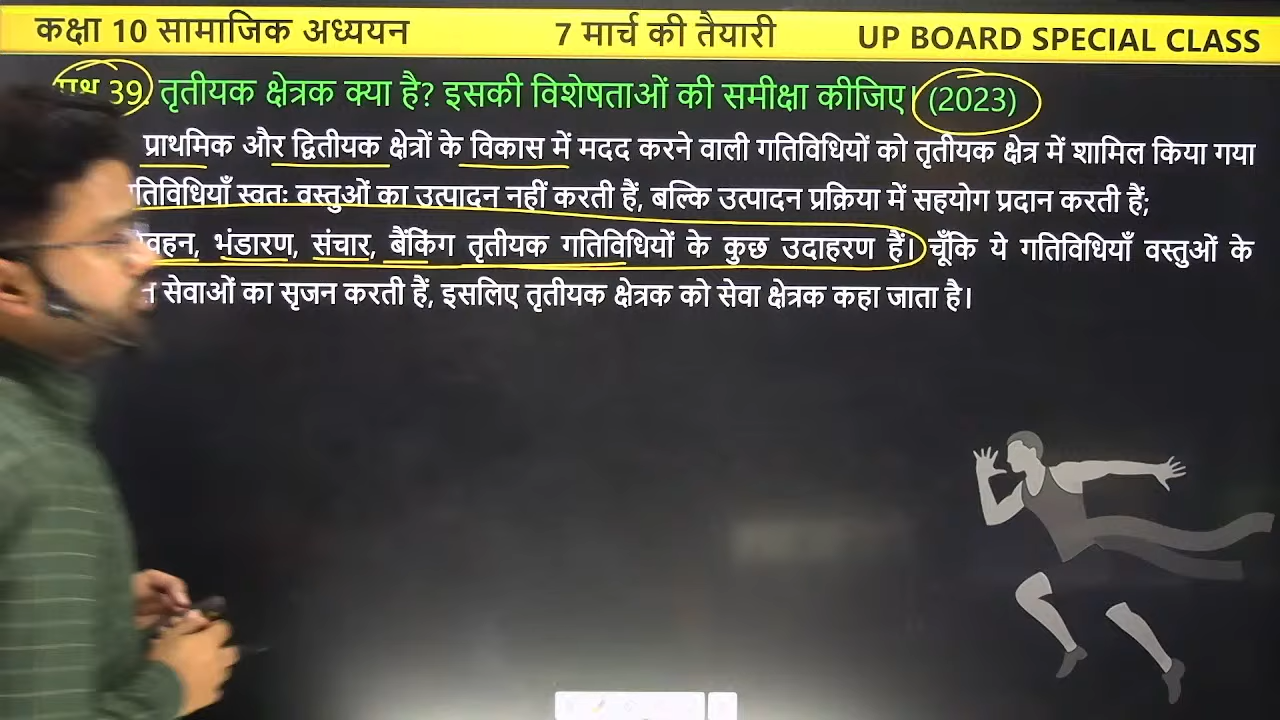 कक्षा 10 सामाजिक अध्ययन 7 मार्च की तैयारी UP BOARD SPECIAL CLASS
39. तृतीयक क्षेत्रक क्या है? इसकी विशेषताओं की समीक्षा कीजिए। (2023)
प्राथमिक और द्वितीयक क्षेत्रों के विकास में मदद करने वाली गतिविधियों को तृतीयक क्षेत्र में शामिल किया गया
स्वतः वस्तुओं का उत्पादन नहीं करती हैं, बल्कि उत्पादन प्रक्रिया में सहयोग प्रदान करती हैं;
भंडारण, संचार, बैंकिंग तृतीयक गतिविधियों के कुछ उदाहरण हैं। चूँकि ये गतिविधियाँ वस्तुओं के
सेवाओं का सृजन करती हैं, इसलिए तृतीयक क्षेत्रक को सेवा क्षेत्रक कहा जाता है।